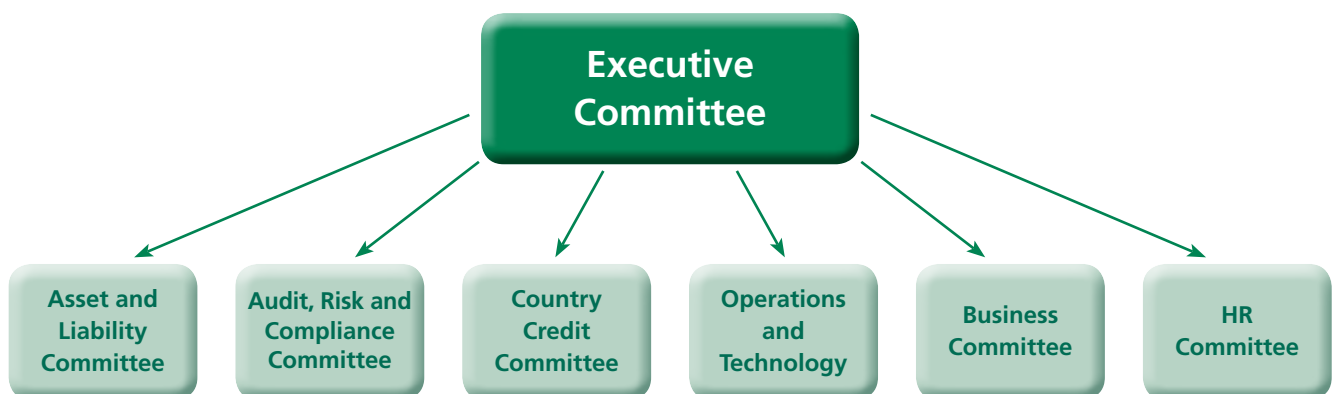 Executive
Committee
Asset and
Liability
Committee
Audit, Risk and
Compliance
Committee
Country
Credit
Committee
Operations
and
Technology
Business
Committee
HR
Committee